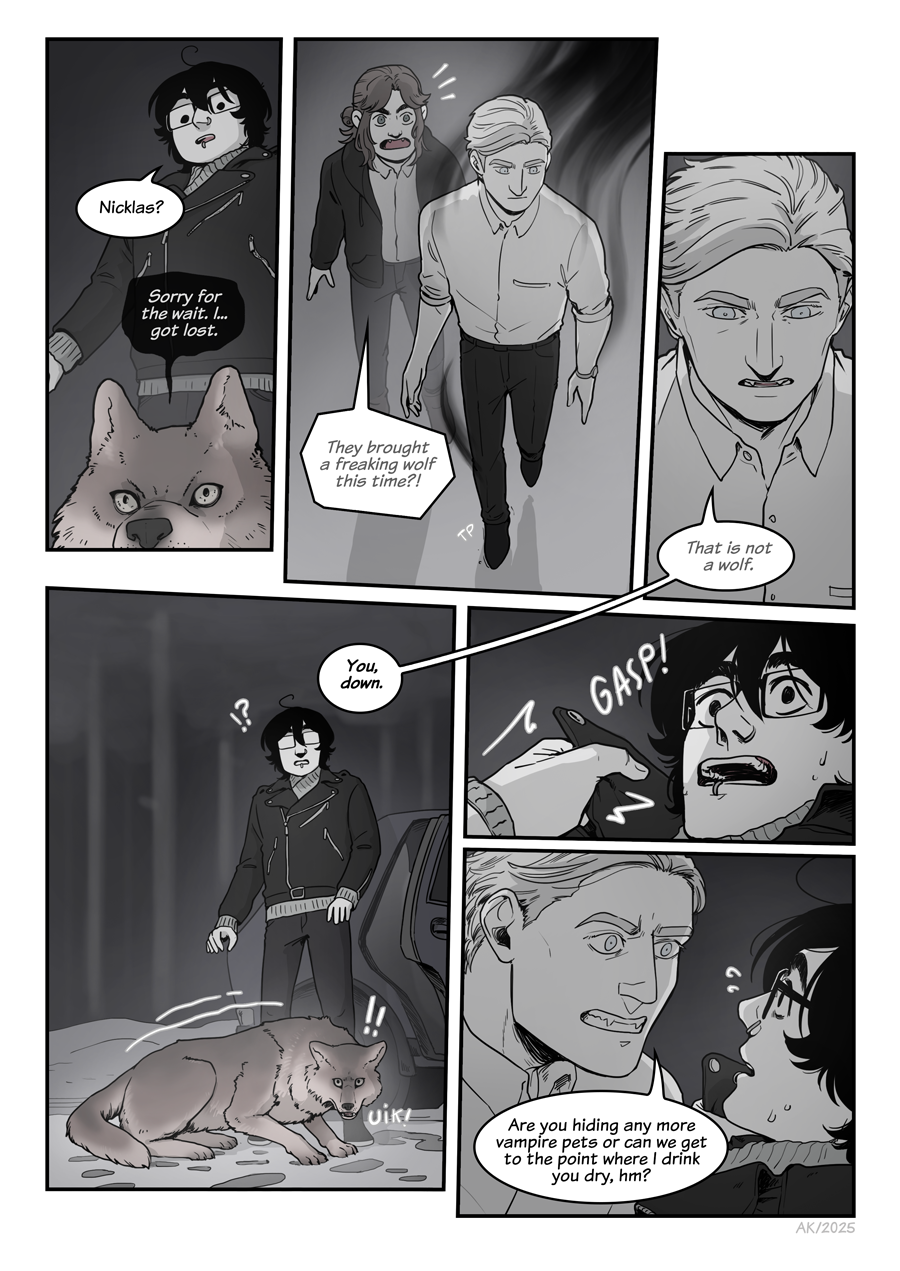 Nicklas?
Sorry for
the wait. I...
got lost.
They brought
a freaking wolf
this time?!
TP
That is not
a wolf.
You,
down.
!?
!!
UiK!
GASP!
??
Are you hiding any more
vampire pets or can we get
to the point where I drink
you dry, hm?
AK/2025